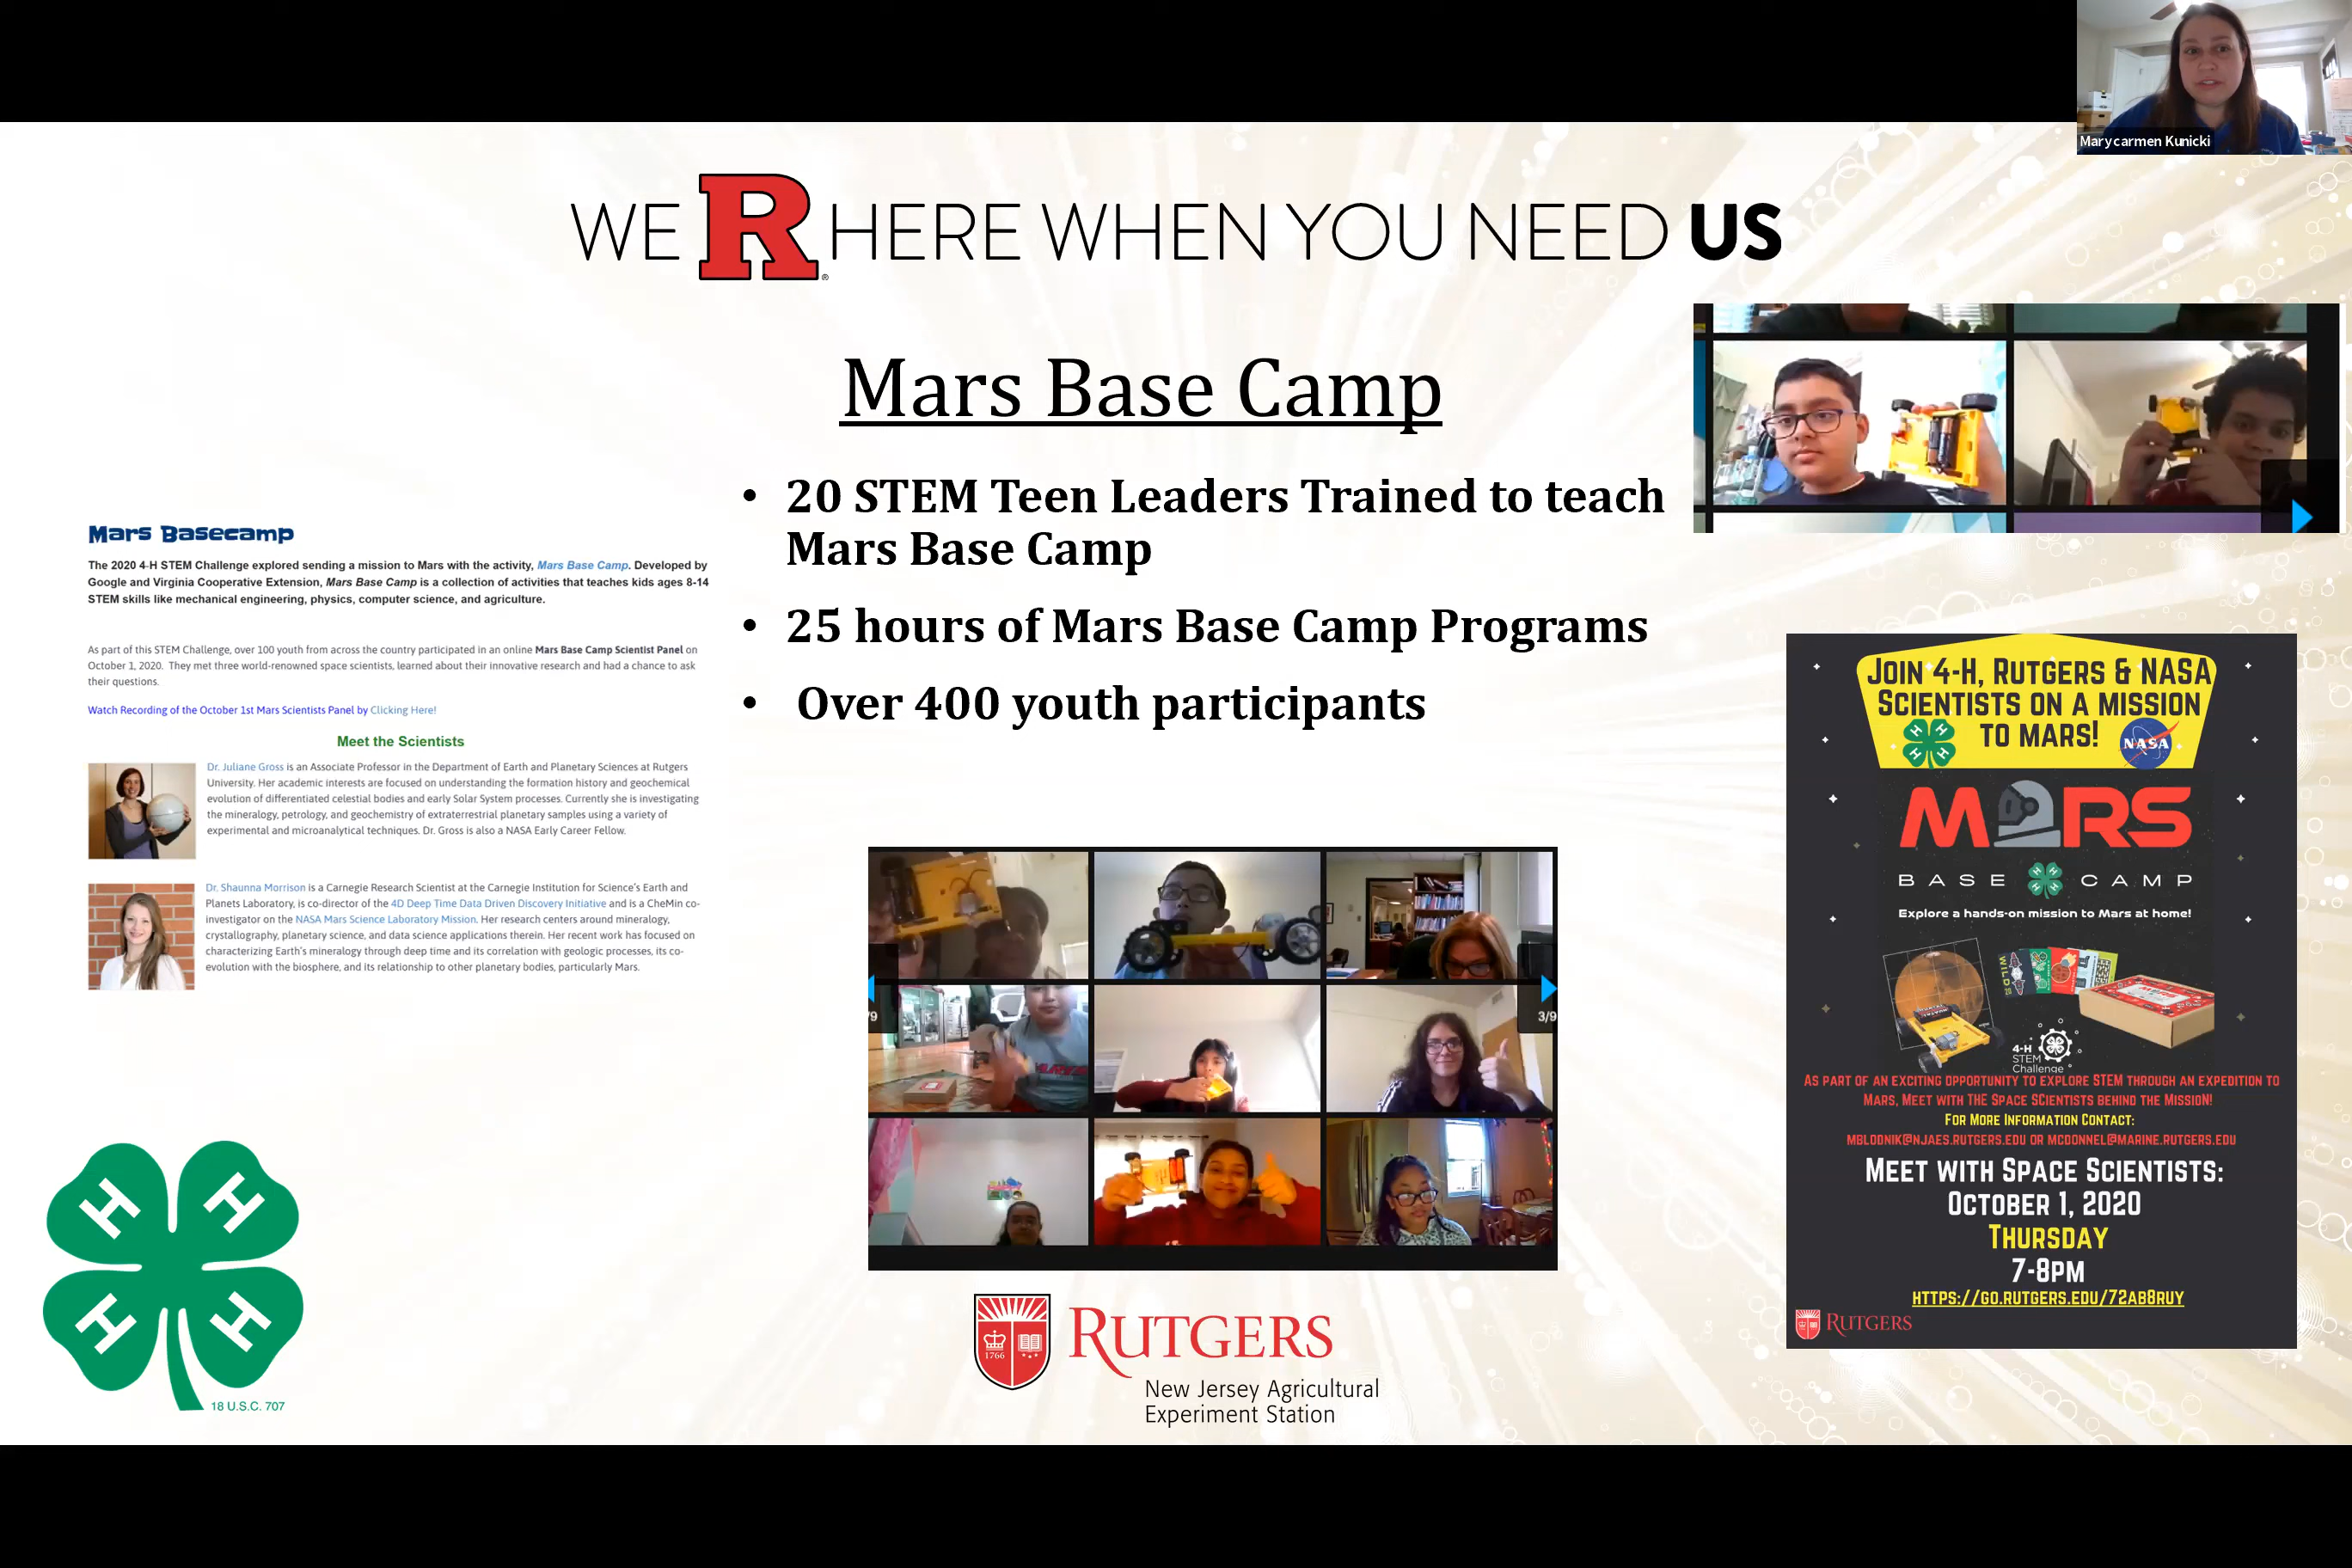 Marycarmen Kunicki
WE R HERE WHEN YOU NEED US
®
Mars Base Camp
• 20 STEM Teen Leaders Trained to teach
Mars Base Camp
• 25 hours of Mars Base Camp Programs
• Over 400 youth participants
Mars Basecamp
The 2020 4-H STEM Challenge explored sending a mission to Mars with the activity, Mars Base Camp. Developed by
Google and Virginia Cooperative Extension, Mars Base Camp is a collection of activities that teaches kids ages 8-14
STEM skills like mechanical engineering, physics, computer science, and agriculture.
As part of this STEM Challenge, over 100 youth from across the country participated in an online Mars Base Camp Scientist Panel on
October 1, 2020. They met three world-renowned space scientists, learned about their innovative research and had a chance to ask
their questions.
Watch Recording of the October 1st Mars Scientists Panel by Clicking Here!
Meet the Scientists
Dr. Juliane Gross is an Associate Professor in the Department of Earth and Planetary Sciences at Rutgers
University. Her academic interests are focused on understanding the formation history and geochemical
evolution of differentiated celestial bodies and early Solar System processes. Currently she is investigating
the mineralogy, petrology, and geochemistry of extraterrestrial planetary samples using a variety of
experimental and microanalytical techniques. Dr. Gross is also a NASA Early Career Fellow.
Dr. Shaunna Morrison is a Carnegie Research Scientist at the Carnegie Institution for Science's Earth and
Planets Laboratory, is co-director of the 4D Deep Time Data Driven Discovery Initiative and is a CheMin co-
investigator on the NASA Mars Science Laboratory Mission. Her research centers around mineralogy,
crystallography, planetary science, and data science applications therein. Her recent work has focused on
characterizing Earth's mineralogy through deep time and its correlation with geologic processes, its co-
evolution with the biosphere, and its relationship to other planetary bodies, particularly Mars.
H H
H H
18 U.S.C. 707
/9
3/9
1766
RUTGERS
New Jersey Agricultural
Experiment Station
JOIN 4-H, RUTGERS & NASA
SCIENTISTS ON A MISSION
TO MARS!
H H
H H
NASA
MARS
BASE CAMP
Explore a hands-on mission to Mars at home!
WILD
MARS
4-H
STEM
Challenge
AS PART OF AN EXCITING OPPORTUNITY TO EXPLORE STEM THROUGH AN EXPEDITION TO
MARS, MEET WITH THE SPACE SCIENTISTS BEHIND THE MISSION!
FOR MORE INFORMATION CONTACT:
MBLODNIK@NJAES.RUTGERS.EDU OR MCDONNEL@MARINE.RUTGERS.EDU
MEET WITH SPACE SCIENTISTS:
OCTOBER 1, 2020
THURSDAY
7-8PM
HTTPS://GO.RUTGERS.EDU/72AB8RUY
RUTGERS